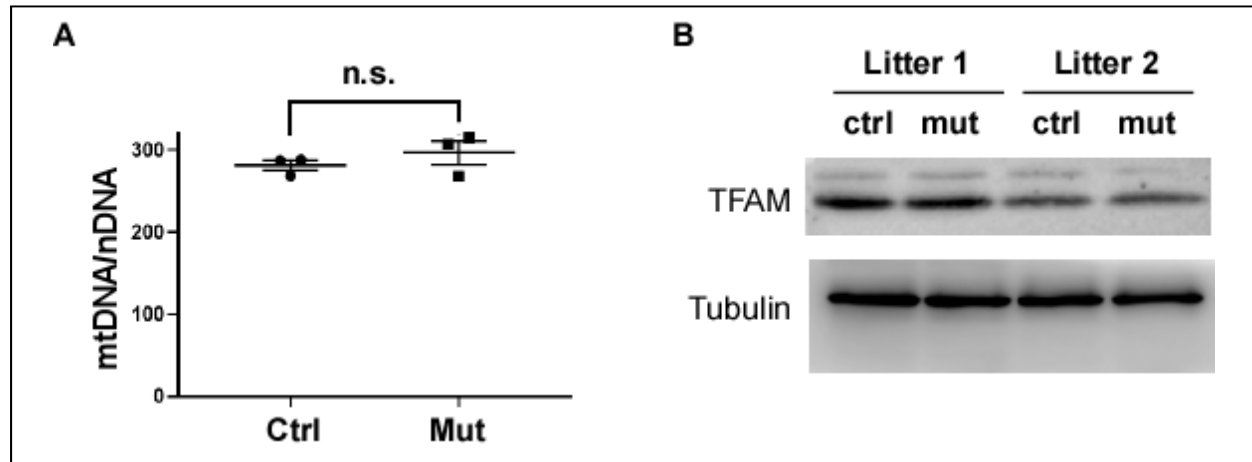 A
n.s.
mtDNA/nDNA
300
200
100
0
Ctrl Mut
B
Litter 1 Litter 2
ctrl mut ctrl mut
TFAM
Tubulin